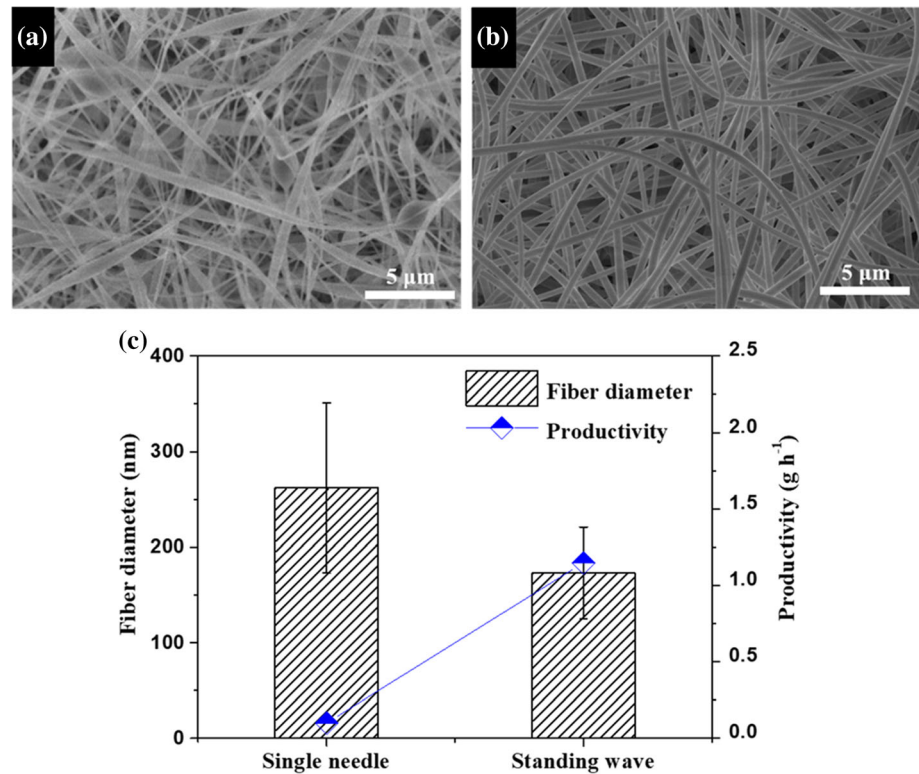 (a)
5 μm
(b)
5 μm
(c)
400
300
200
100
0
Fiber diameter (nm)
Fiber diameter
Productivity
2.5
2.0
1.5
1.0
0.5
0.0
Productivity (g h⁻¹)
Single needle
Standing wave